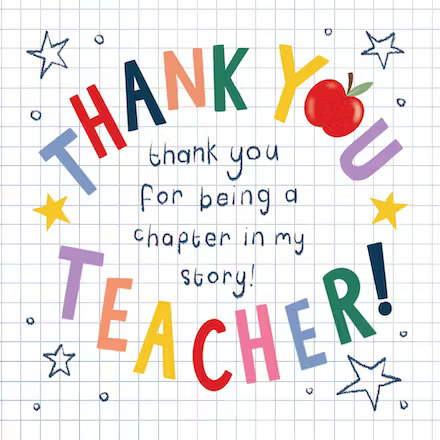 THANK YOU
thank you
for being a
chapter in my
story!
TEACHER!